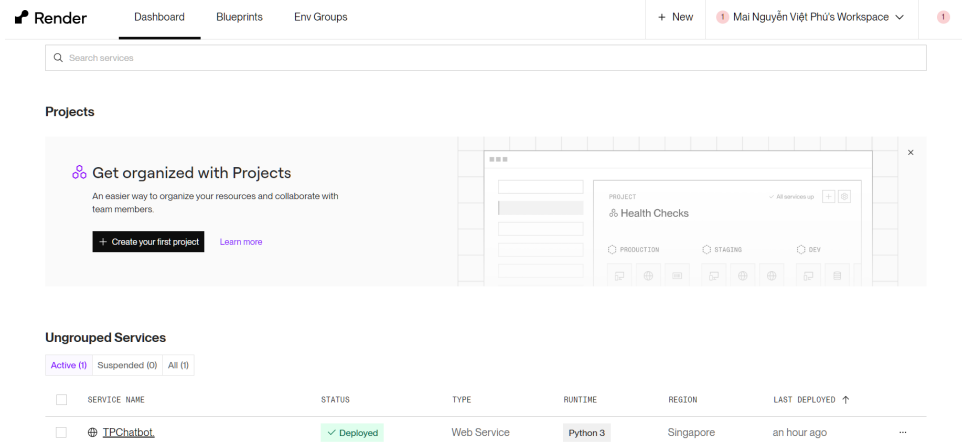 Render Dashboard Blueprints Env Groups + New 1 Mai Nguyễn Việt Phú's Workspace 1
Search services
Projects
Get organized with Projects
An easier way to organize your resources and collaborate with
team members.
+ Create your first project Learn more
PROJECT
All services up
Health Checks
PRODUCTION STAGING DEV
Ungrouped Services
Active (1) Suspended (0) All (1)
SERVICE NAME STATUS TYPE RUNTIME REGION LAST DEPLOYED
TPChatbot. Deployed Web Service Python 3 Singapore an hour ago